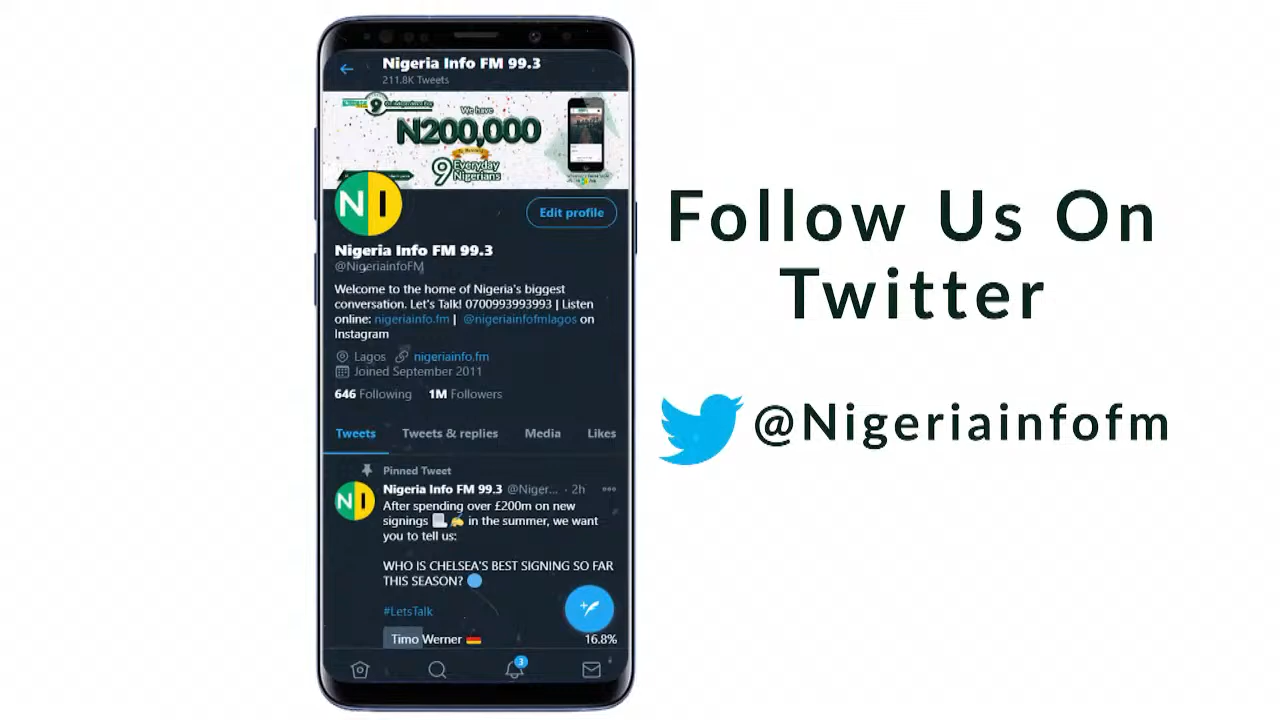 Nigeria Info FM 99.3
211.8K Tweets
We have
N200,000
9 Everyday
Nigerians
NI
Edit profile
Nigeria Info FM 99.3
@NigeriainfoFM
Welcome to the home of Nigeria's biggest
conversation. Let's Talk! 0700993993993 | Listen
online: nigeriainfo.fm | @nigeriainfofmlagos on
Instagram
Lagos nigeriainfo.fm
Joined September 2011
646 Following 1M Followers
Tweets Tweets & replies Media Likes
Pinned Tweet
NI
Nigeria Info FM 99.3 @Niger... · 2h
After spending over £200m on new
signings 📃✍️ in the summer, we want
you to tell us:
WHO IS CHELSEA'S BEST SIGNING SO FAR
THIS SEASON? 🔵
#LetsTalk
Timo Werner 🇩🇪 16.8%
3
Follow Us On
Twitter
@Nigeriainfofm